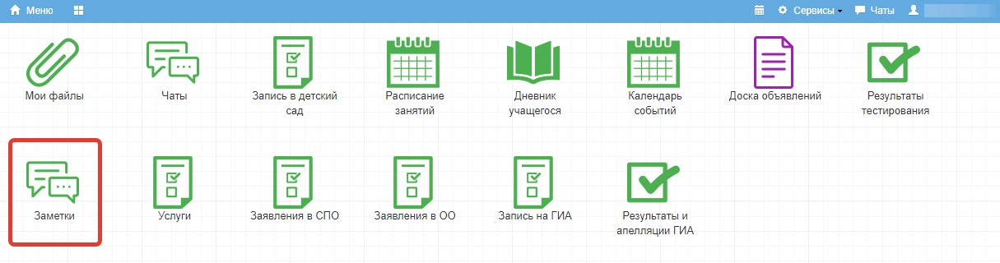 Меню Сервисы Чаты
Мои файлы Чаты Запись в детский Расписание Дневник Календарь Доска объявлений Результаты
сад занятий учащегося событий тестирования
Заметки Услуги Заявления в СПО Заявления в ОО Запись на ГИА Результаты и
апелляции ГИА